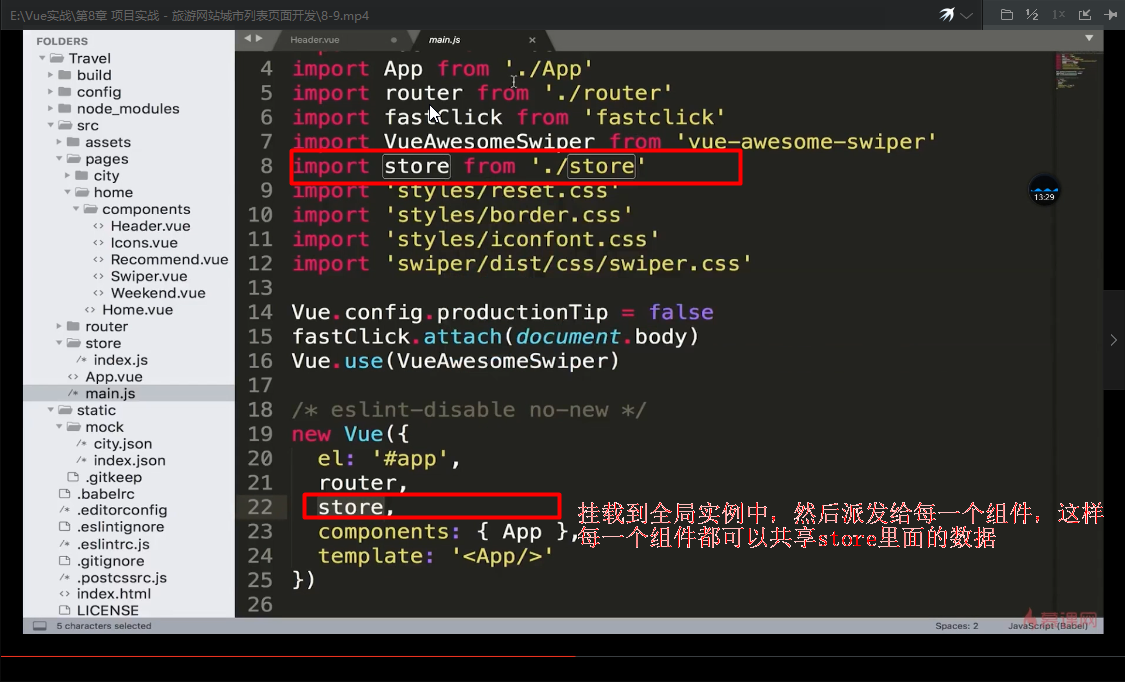 E:\Vue实战\第8章 项目实战 - 旅游网站城市列表页面开发\8-9.mp4
1x
FOLDERS
Travel
build
config
node_modules
src
assets
pages
city
home
components
Header.vue
Icons.vue
Recommend.vue
Swiper.vue
Weekend.vue
Home.vue
router
store
index.js
App.vue
main.js
static
mock
city.json
index.json
.gitkeep
.babelrc
.editorconfig
.eslintignore
.eslintrc.js
.gitignore
.postcssrc.js
index.html
LICENSE
Header.vue
main.js
4 import App from './App'
5 import router from './router'
6 import fastClick from 'fastclick'
7 import VueAwesomeSwiper from 'vue-awesome-swiper'
8 import store from './store'
9 import 'styles/reset.css'
10 import 'styles/border.css'
11 import 'styles/iconfont.css'
12 import 'swiper/dist/css/swiper.css'
13
14 Vue.config.productionTip = false
15 fastClick.attach(document.body)
16 Vue.use(VueAwesomeSwiper)
17
18 /* eslint-disable no-new */
19 new Vue({
20 el: '#app',
21 router,
22 store,
23 components: { App },
24 template: '<App/>'
25 })
26
挂载到全局实例中，然后派发给每一个组件，这样
每一个组件都可以共享store里面的数据
13:29
5 characters selected
Spaces: 2
JavaScript (Babel)
慕课网